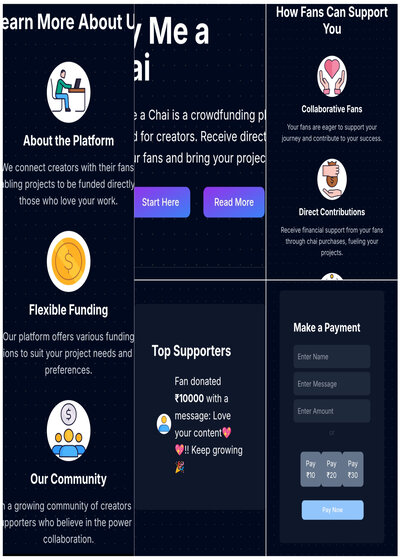 earn More About U
About the Platform
We connect creators with their fans
abling projects to be funded directly
those who love your work.
Flexible Funding
Our platform offers various funding
ions to suit your project needs and
preferences.
Our Community
n a growing community of creators
upporters who believe in the power
collaboration.
y Me a
ai
e a Chai is a crowdfunding pl
d for creators. Receive direct
ur fans and bring your projec
Start Here
Read More
How Fans Can Support
You
Collaborative Fans
Your fans are eager to support your
journey and contribute to your success.
Direct Contributions
Receive financial support from your fans
through chai purchases, fueling your
projects.
Top Supporters
Fan donated
₹10000 with a
message: Love
your content💖
💖!! Keep growing
🎉
Make a Payment
Enter Name
Enter Message
Enter Amount
or
Pay ₹10
Pay ₹20
Pay ₹30
Pay Now